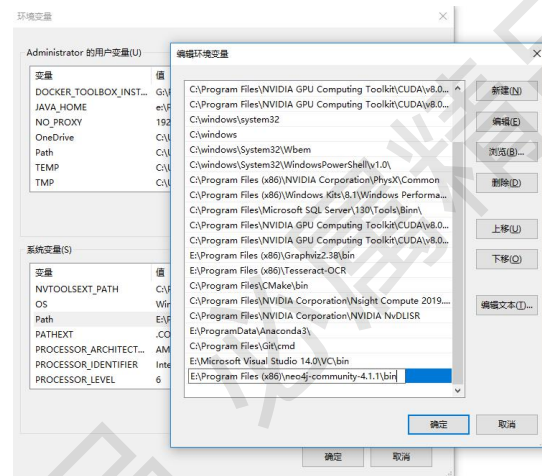 环境变量
Administrator 的用户变量(U)
变量 值
DOCKER_TOOLBOX_INST... G:\
JAVA_HOME e:\
NO_PROXY 192
OneDrive C:\
Path C:\
TEMP C:\
TMP C:\
系统变量(S)
变量 值
NVTOOLSEXT_PATH C:\
OS Win
Path E:\
PATHEXT .CO
PROCESSOR_ARCHITECT... AM
PROCESSOR_IDENTIFIER Inte
PROCESSOR_LEVEL 6
确定 取消
编辑环境变量
C:\Program Files\NVIDIA GPU Computing Toolkit\CUDA\v8.0...
C:\Program Files\NVIDIA GPU Computing Toolkit\CUDA\v8.0...
C:\windows\system32
C:\windows
C:\windows\System32\Wbem
C:\windows\System32\WindowsPowerShell\v1.0\
C:\Program Files (x86)\NVIDIA Corporation\PhysX\Common
C:\Program Files (x86)\Windows Kits\8.1\Windows Performa...
C:\Program Files\Microsoft SQL Server\130\Tools\Binn\
C:\Program Files\NVIDIA GPU Computing Toolkit\CUDA\v8.0...
C:\Program Files\NVIDIA GPU Computing Toolkit\CUDA\v8.0...
E:\Program Files (x86)\Graphviz2.38\bin
E:\Program Files (x86)\Tesseract-OCR
C:\Program Files\CMake\bin
C:\Program Files\NVIDIA Corporation\Nsight Compute 2019....
C:\Program Files\NVIDIA Corporation\NVIDIA NvDLISR
E:\ProgramData\Anaconda3\
C:\Program Files\Git\cmd
E:\Microsoft Visual Studio 14.0\VC\bin
E:\Program Files (x86)\neo4j-community-4.1.1\bin
新建(N)
编辑(E)
浏览(B)...
删除(D)
上移(U)
下移(O)
编辑文本(T)...
确定 取消